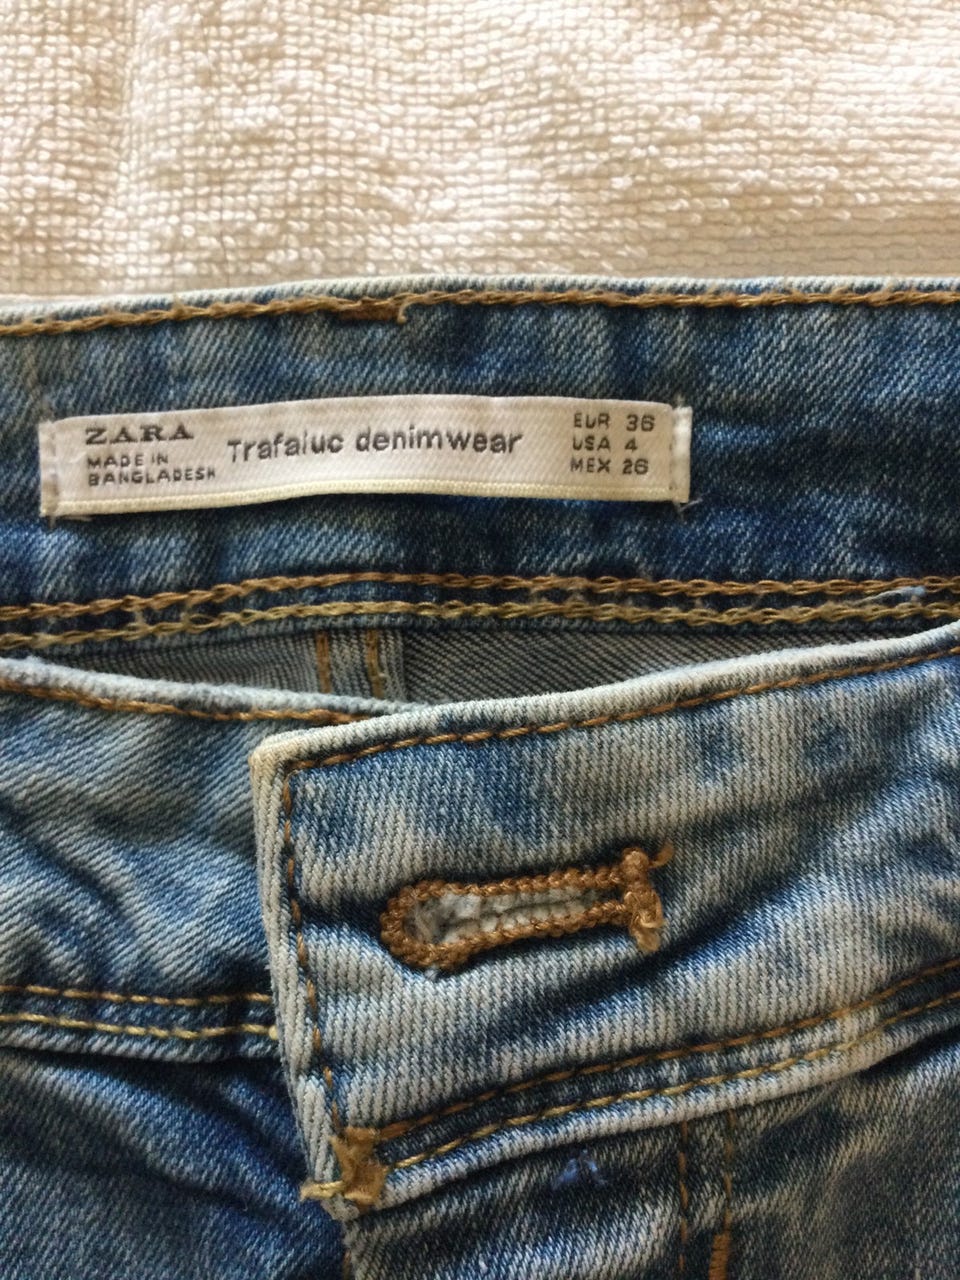 ZARA
MADE IN
BANGLADESH
Trafaluc denimwear
EUR 36
USA 4
MEX 26